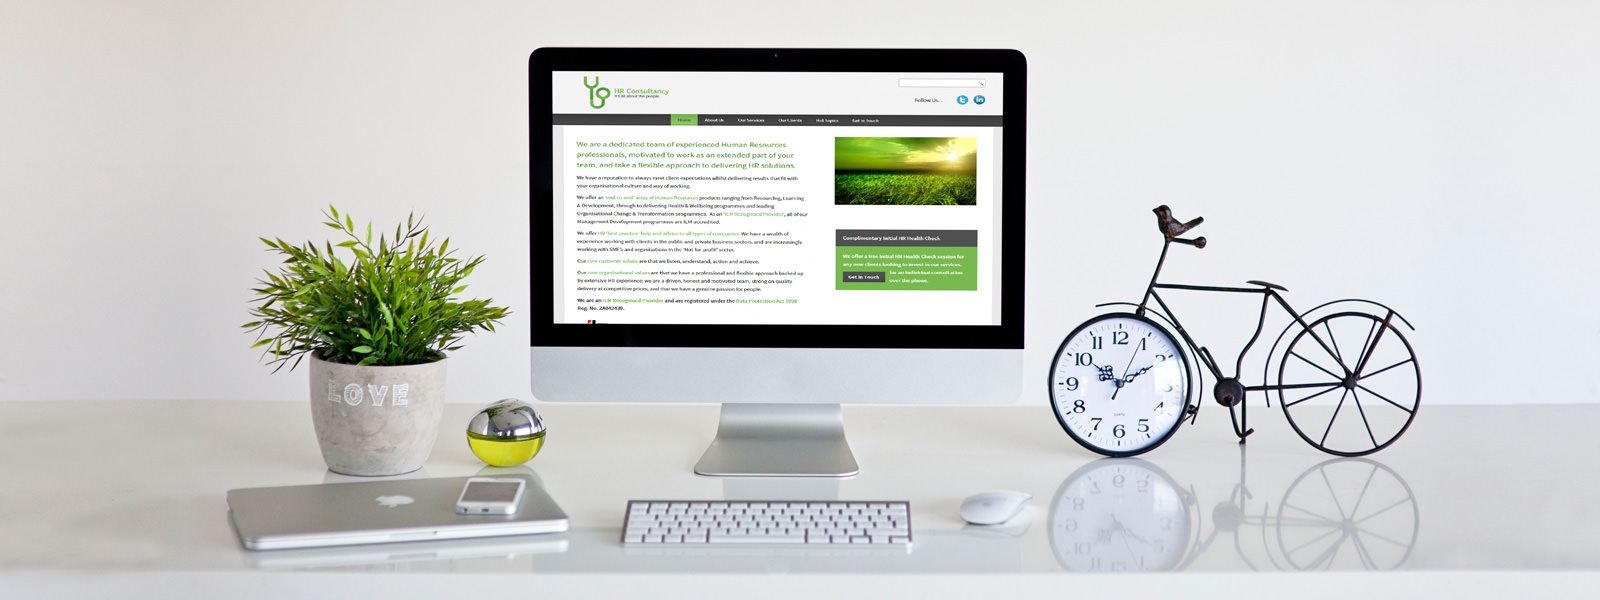 HR Consultancy
it's all about the people
Follow Us...
Home About Us Our Services Our Clients Hot Topics Get in Touch
We are a dedicated team of experienced Human Resources
professionals, motivated to work as an extended part of your
team, and take a flexible approach to delivering HR solutions.
We have a reputation to always meet client expectations whilst delivering results that fit with
your organisational culture and way of working.
We offer an 'end-to-end' array of Human Resources products ranging from Resourcing, Learning
& Development, through to delivering Health & Wellbeing programmes and leading
Organisational Change & Transformation programmes. As an 'ILM Recognised Provider', all of our
Management Development programmes are ILM accredited.
We offer HR 'best practice' help and advice to all types of companies. We have a wealth of
experience working with clients in the public and private business sectors, and are increasingly
working with SME's and organisations in the 'Not for profit' sector.
Our core customer values are that we listen, understand, action and achieve.
Our core organisational values are that we have a professional and flexible approach backed up
by extensive HR experience; we are a driven, honest and motivated team, strong on quality
delivery at competitive prices; and that we have a genuine passion for people.
We are an ILM Recognised Provider and are registered under the Data Protection Act 1998
Reg. No. ZA042430.
Complimentary Initial HR Health Check
We offer a free initial HR Health Check session for
any new clients looking to invest in our services.
Get in Touch for an individual consultation
over the phone.
LOVE
12
11
10
9
8
7
6
5
4
3
2